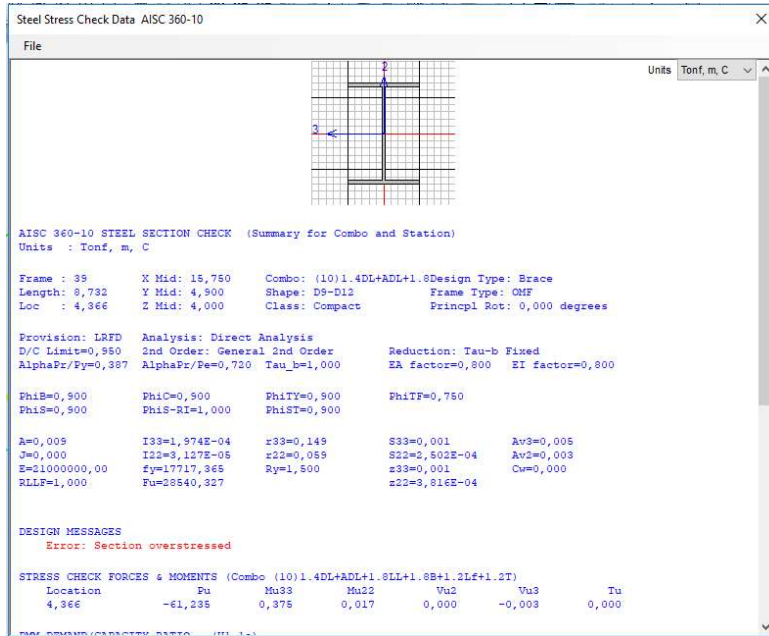 Steel Stress Check Data AISC 360-10
File
Units Tonf, m, C
2
3
AISC 360-10 STEEL SECTION CHECK (Summary for Combo and Station)
Units : Tonf, m, C
Frame : 39 X Mid: 15,750 Combo: (10)1.4DL+ADL+1.8Design Type: Brace
Length: 8,732 Y Mid: 4,900 Shape: D9-D12 Frame Type: OMF
Loc : 4,366 Z Mid: 4,000 Class: Compact Princpl Rot: 0,000 degrees
Provision: LRFD Analysis: Direct Analysis
D/C Limit=0,950 2nd Order: General 2nd Order Reduction: Tau-b Fixed
AlphaPr/Py=0,387 AlphaPr/Pe=0,720 Tau_b=1,000 EA factor=0,800 EI factor=0,800
PhiB=0,900 PhiC=0,900 PhiTY=0,900 PhiTF=0,750
PhiS=0,900 PhiS-RI=1,000 PhiST=0,900
A=0,009 I33=1,974E-04 r33=0,149 S33=0,001 Av3=0,005
J=0,000 I22=3,127E-05 r22=0,059 S22=2,502E-04 Av2=0,003
E=21000000,00 fy=17717,365 Ry=1,500 z33=0,001 Cw=0,000
RLLF=1,000 Fu=28540,327 z22=3,816E-04
DESIGN MESSAGES
Error: Section overstressed
STRESS CHECK FORCES & MOMENTS (Combo (10)1.4DL+ADL+1.8LL+1.8B+1.2Lf+1.2T)
Location Pu Mu33 Mu22 Vu2 Vu3 Tu
4,366 -61,235 0,375 0,017 0,000 -0,003 0,000